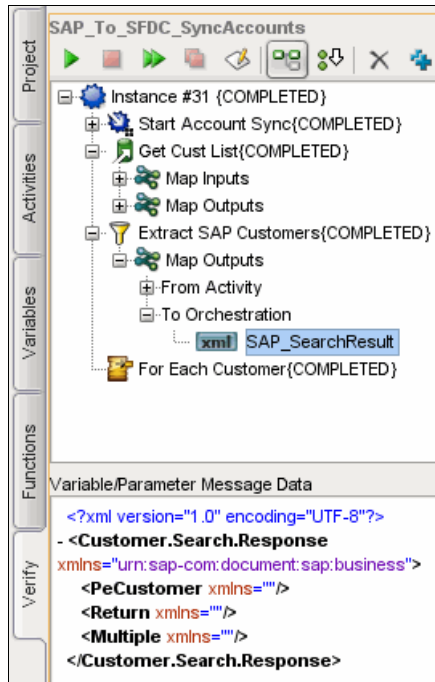 SAP_To_SFDC_SyncAccounts
Project
Activities
Variables
Functions
Verify
Instance #31 {COMPLETED}
Start Account Sync{COMPLETED}
Get Cust List{COMPLETED}
Map Inputs
Map Outputs
Extract SAP Customers{COMPLETED}
Map Outputs
From Activity
To Orchestration
xml SAP_SearchResult
For Each Customer{COMPLETED}
Variable/Parameter Message Data
<?xml version="1.0" encoding="UTF-8"?>
- <Customer.Search.Response
xmlns="urn:sap-com:document:sap:business">
<PeCustomer xmlns=""/>
<Return xmlns=""/>
<Multiple xmlns=""/>
</Customer.Search.Response>